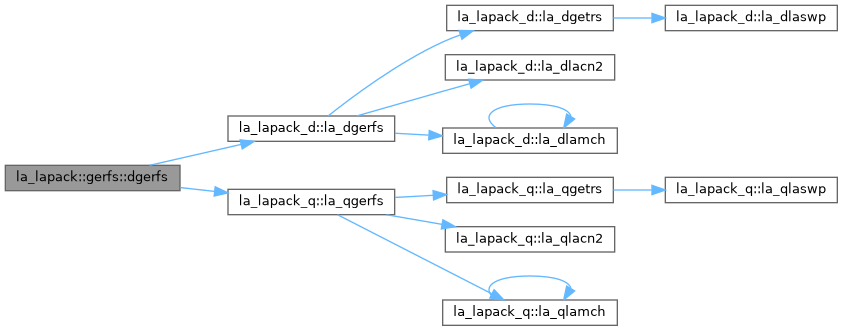 la_lapack_d::la_dgetrs
la_lapack_d::la_dlaswp
la_lapack_d::la_dlacn2
la_lapack_d::la_dgerfs
la_lapack_d::la_dlamch
la_lapack::gerfs::dgerfs
la_lapack_q::la_qgetrs
la_lapack_q::la_qlaswp
la_lapack_q::la_qgerfs
la_lapack_q::la_qlacn2
la_lapack_q::la_qlamch